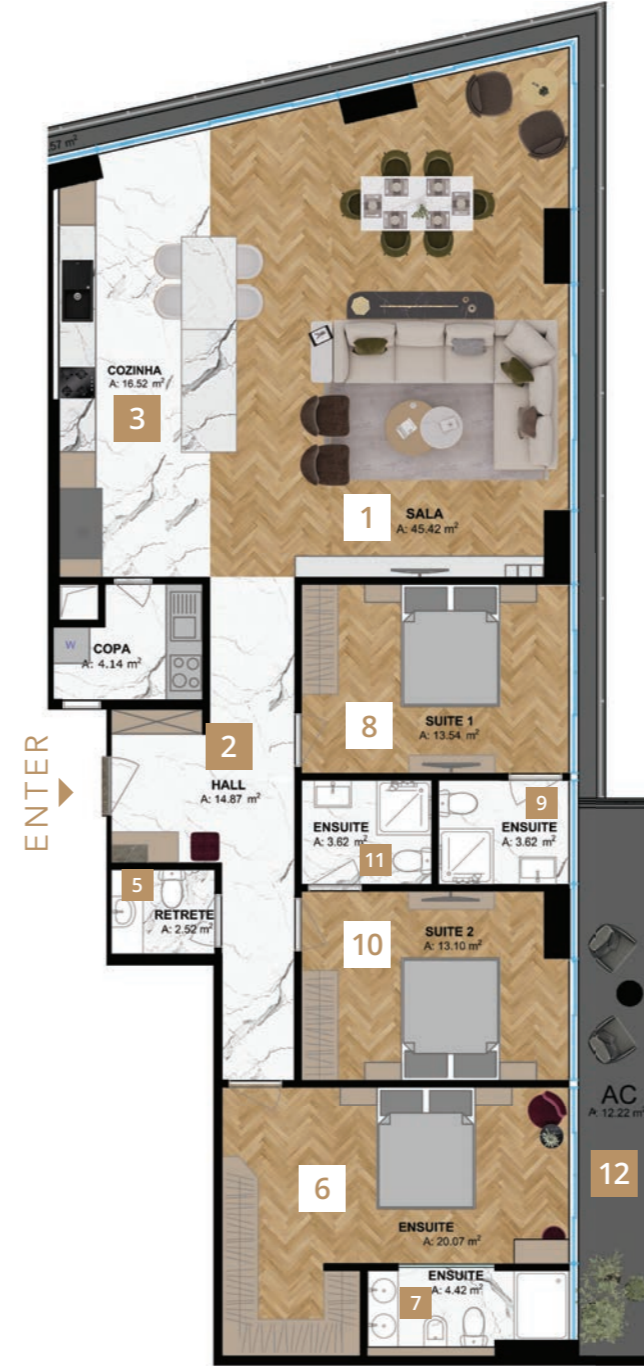 57 m²
COZINHA
A: 16.52 m²
3
1
SALA
A: 45.42 m²
W
COPA
A: 4.14 m²
ENTER
2
HALL
A: 14.87 m²
8
SUITE 1
A: 13.54 m²
ENSUITE
A: 3.62 m²
11
9
ENSUITE
A: 3.62 m²
5
RETRETE
A: 2.52 m²
10
SUITE 2
A: 13.10 m²
AC
A: 12.22 m²
12
6
ENSUITE
A: 20.07 m²
ENSUITE
A: 4.42 m²
7